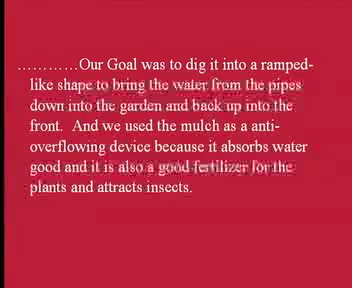 …………Our Goal was to dig it into a ramped-
like shape to bring the water from the pipes
down into the garden and back up into the
front.  And we used the mulch as a anti-
overflowing device because it absorbs water
good and it is also a good fertilizer for the
plants and attracts insects.